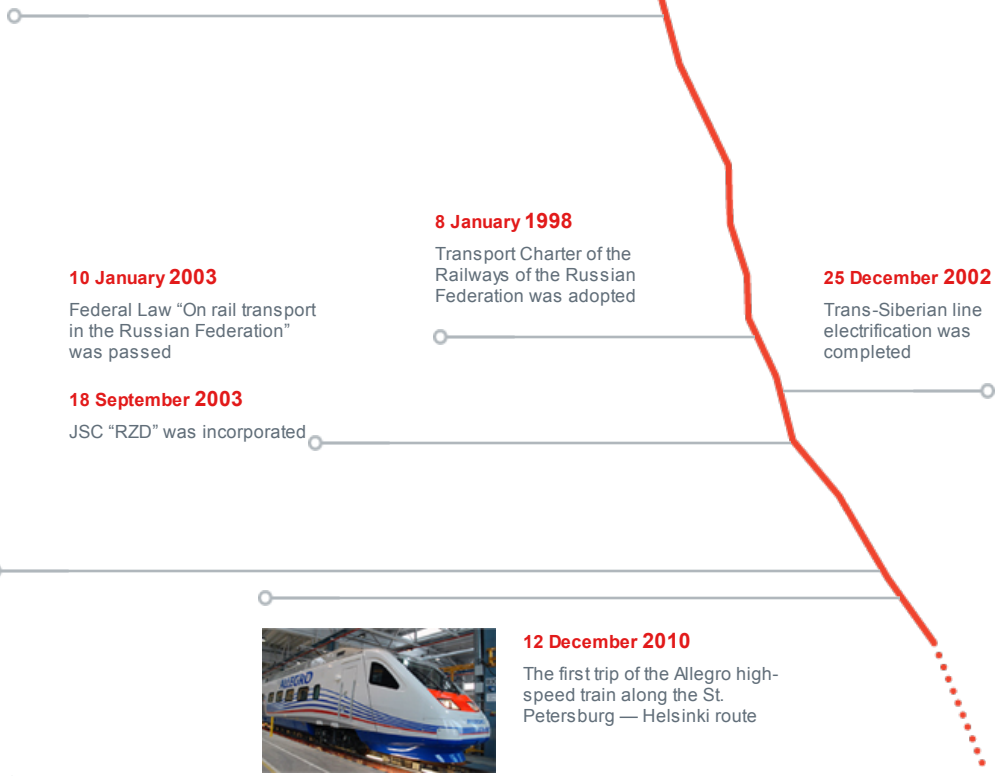 8 January 1998
Transport Charter of the
Railways of the Russian
Federation was adopted
10 January 2003
Federal Law “On rail transport
in the Russian Federation”
was passed
25 December 2002
Trans-Siberian line
electrification was
completed
18 September 2003
JSC “RZD” was incorporated
12 December 2010
The first trip of the Allegro high-
speed train along the St.
Petersburg — Helsinki route
ALLEGRO